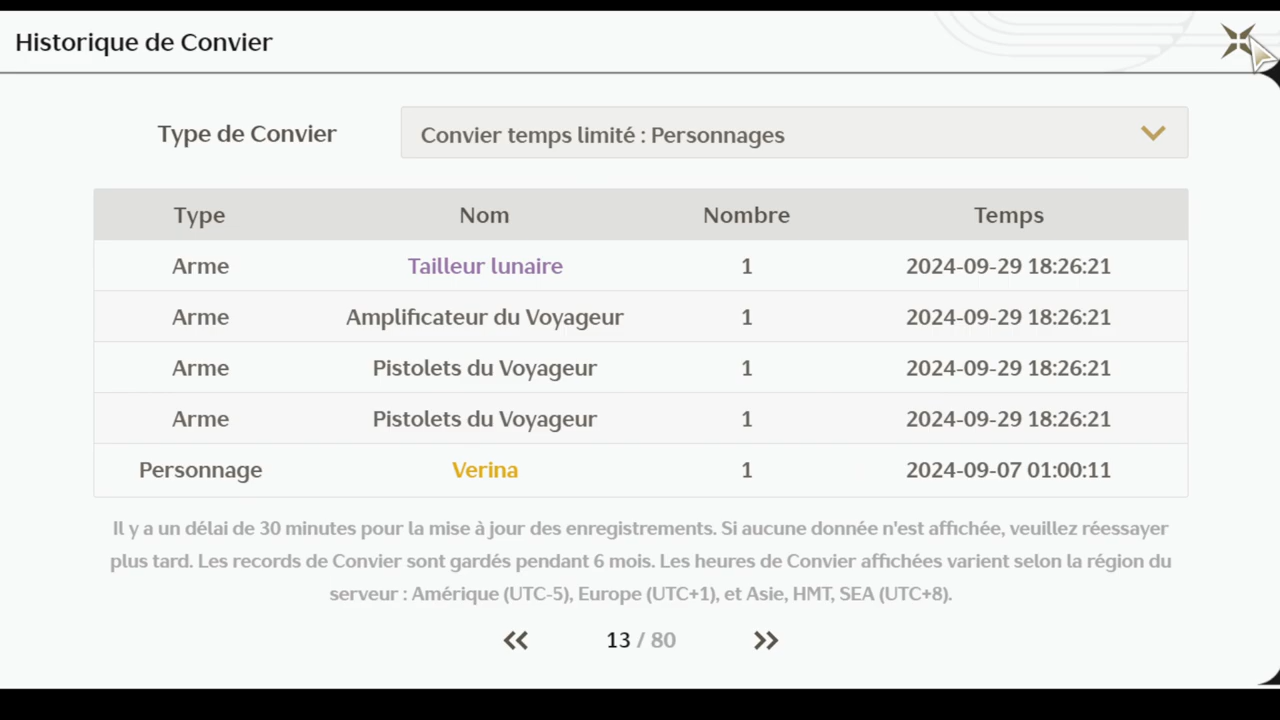 Historique de Convier
Type de Convier
Convier temps limité : Personnages
Type Nom Nombre Temps
Arme Tailleur lunaire 1 2024-09-29 18:26:21
Arme Amplificateur du Voyageur 1 2024-09-29 18:26:21
Arme Pistolets du Voyageur 1 2024-09-29 18:26:21
Arme Pistolets du Voyageur 1 2024-09-29 18:26:21
Personnage Verina 1 2024-09-07 01:00:11
Il y a un délai de 30 minutes pour la mise à jour des enregistrements. Si aucune donnée n'est affichée, veuillez réessayer
plus tard. Les records de Convier sont gardés pendant 6 mois. Les heures de Convier affichées varient selon la région du
serveur : Amérique (UTC-5), Europe (UTC+1), et Asie, HMT, SEA (UTC+8).
13 / 80